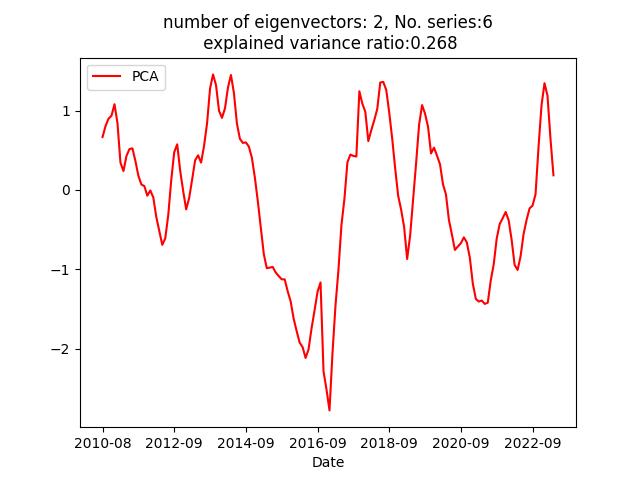 number of eigenvectors: 2, No. series:6
explained variance ratio:0.268
PCA
1
0
−1
−2
2010-08 2012-09 2014-09 2016-09 2018-09 2020-09 2022-09
Date